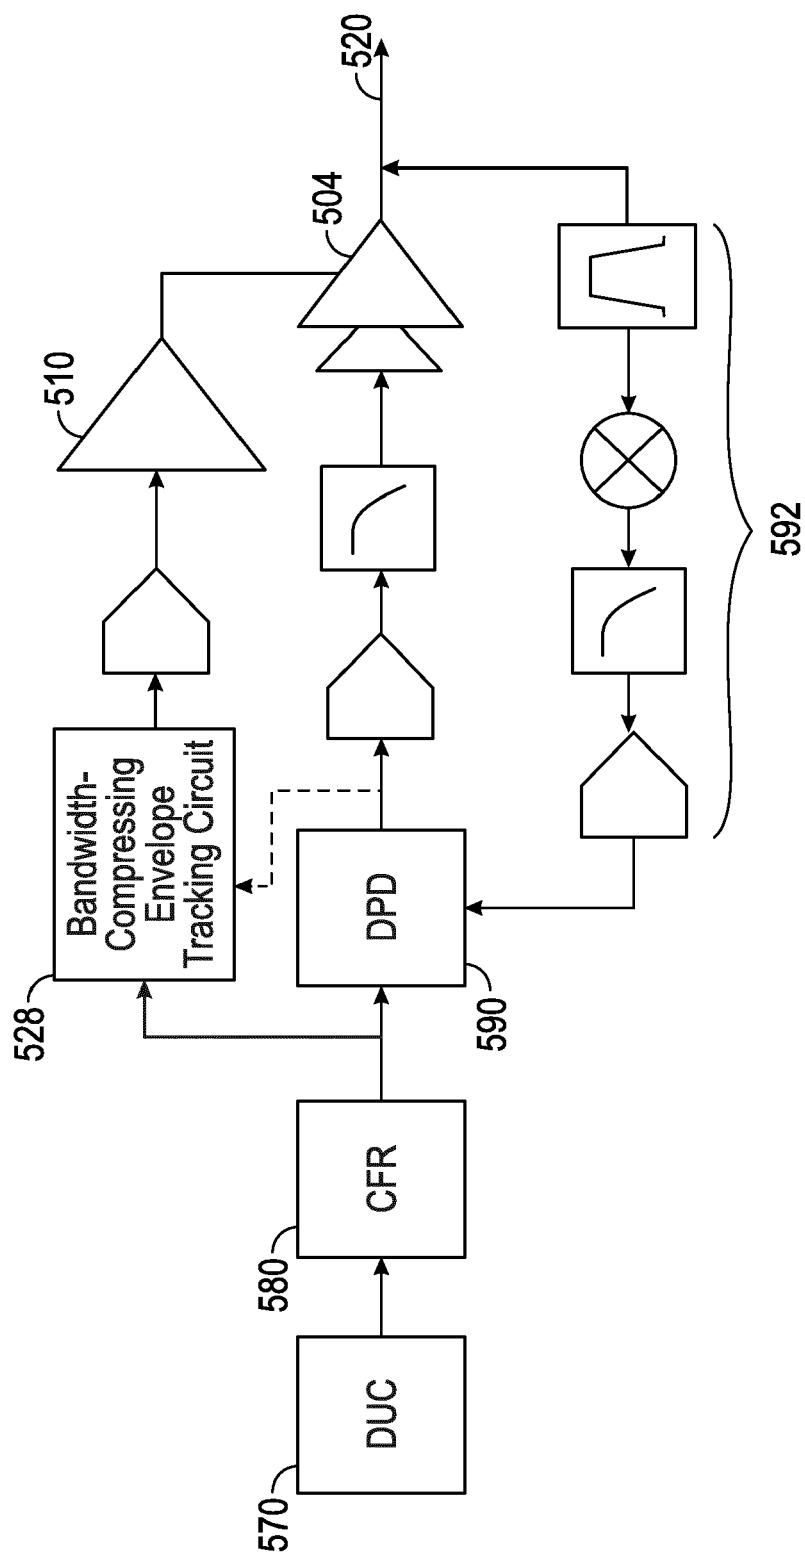 570
DUC
580
CFR
528
Bandwidth-
Compressing
Envelope
Tracking Circuit
590
DPD
510
504
520
592